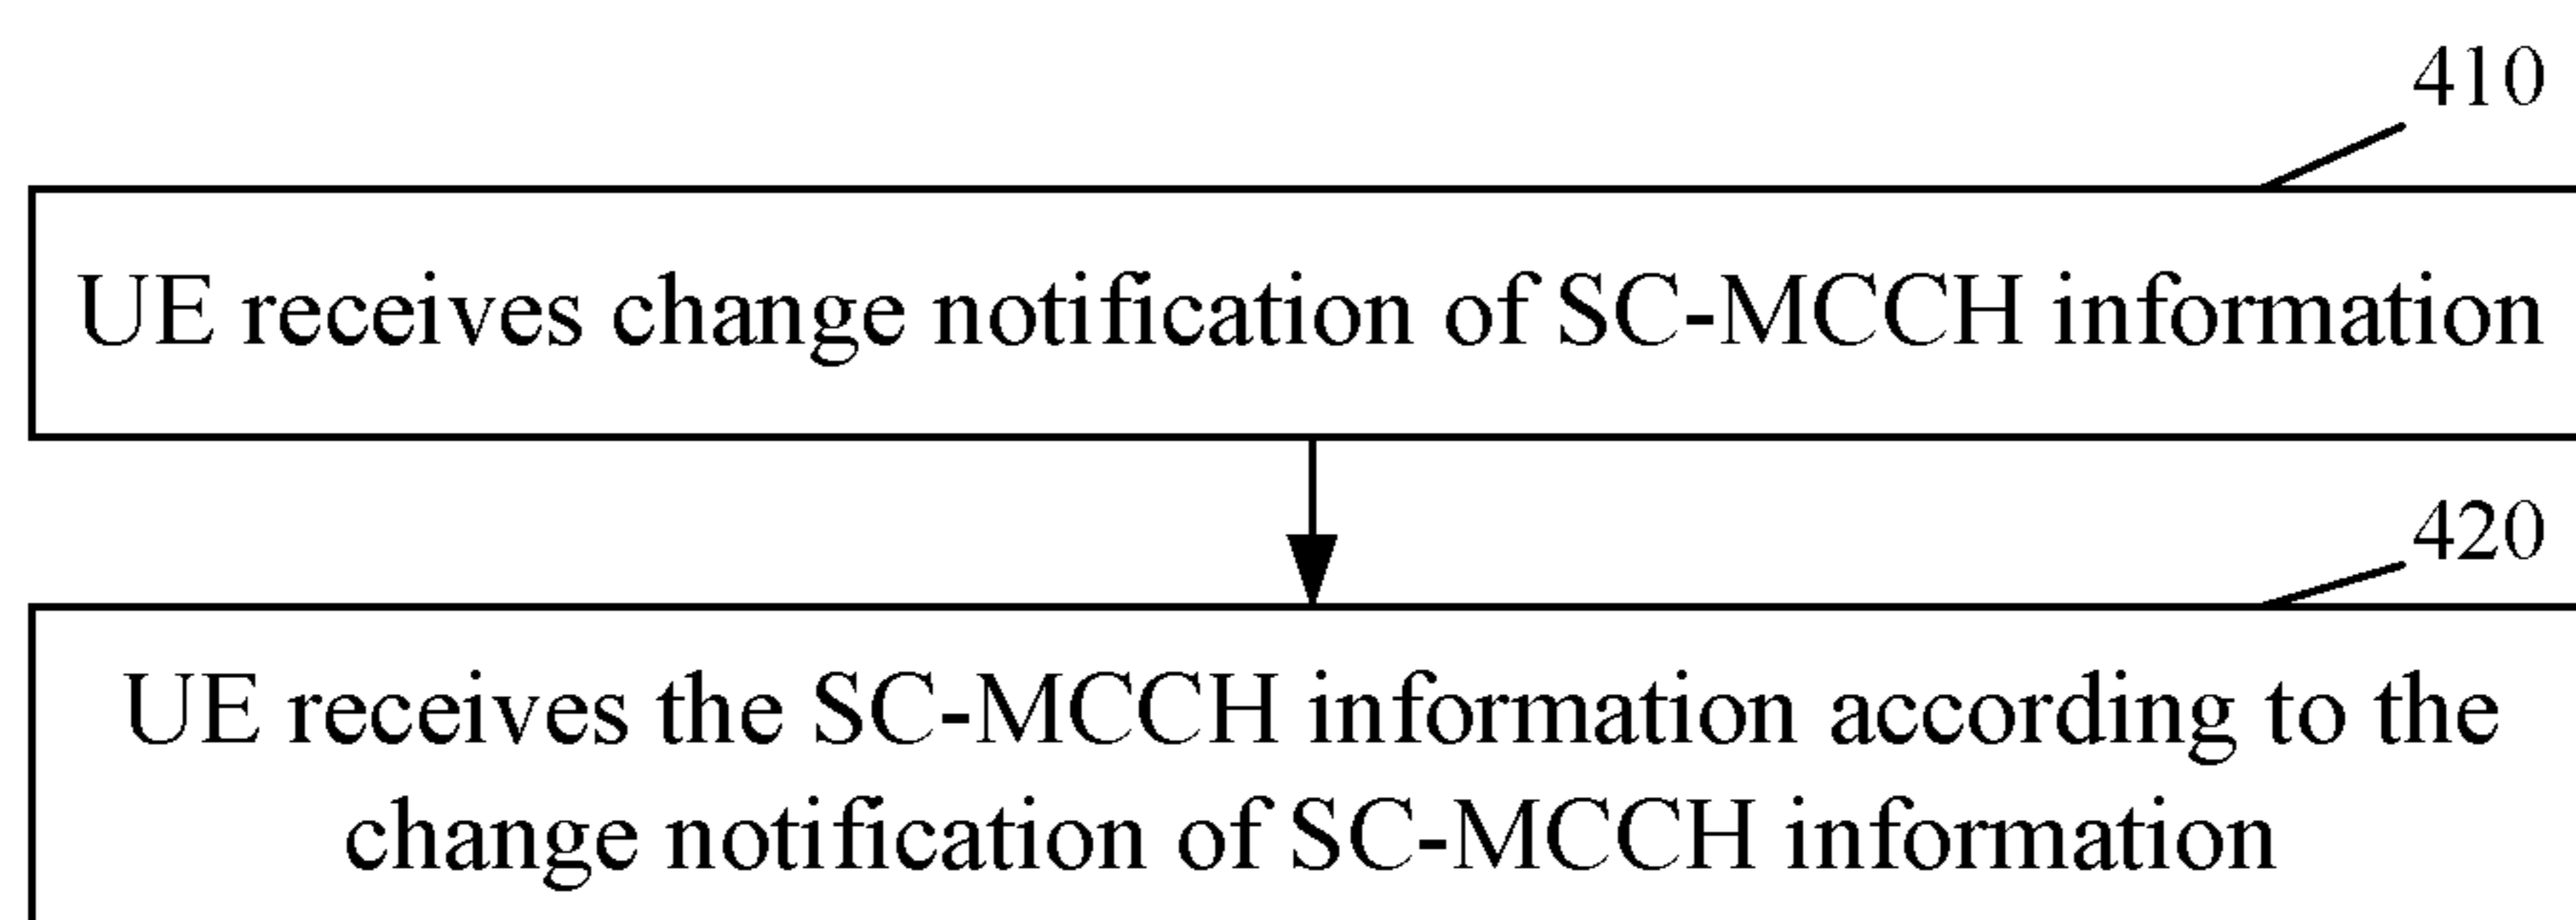 410
UE receives change notification of SC-MCCH information
420
UE receives the SC-MCCH information according to the
change notification of SC-MCCH information